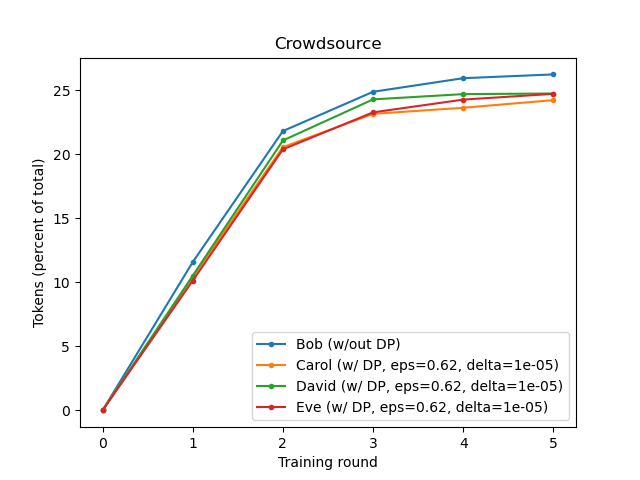 Crowdsource
Tokens (percent of total)
25
20
15
10
5
0
Bob (w/out DP)
Carol (w/ DP, eps=0.62, delta=1e-05)
David (w/ DP, eps=0.62, delta=1e-05)
Eve (w/ DP, eps=0.62, delta=1e-05)
0 1 2 3 4 5
Training round